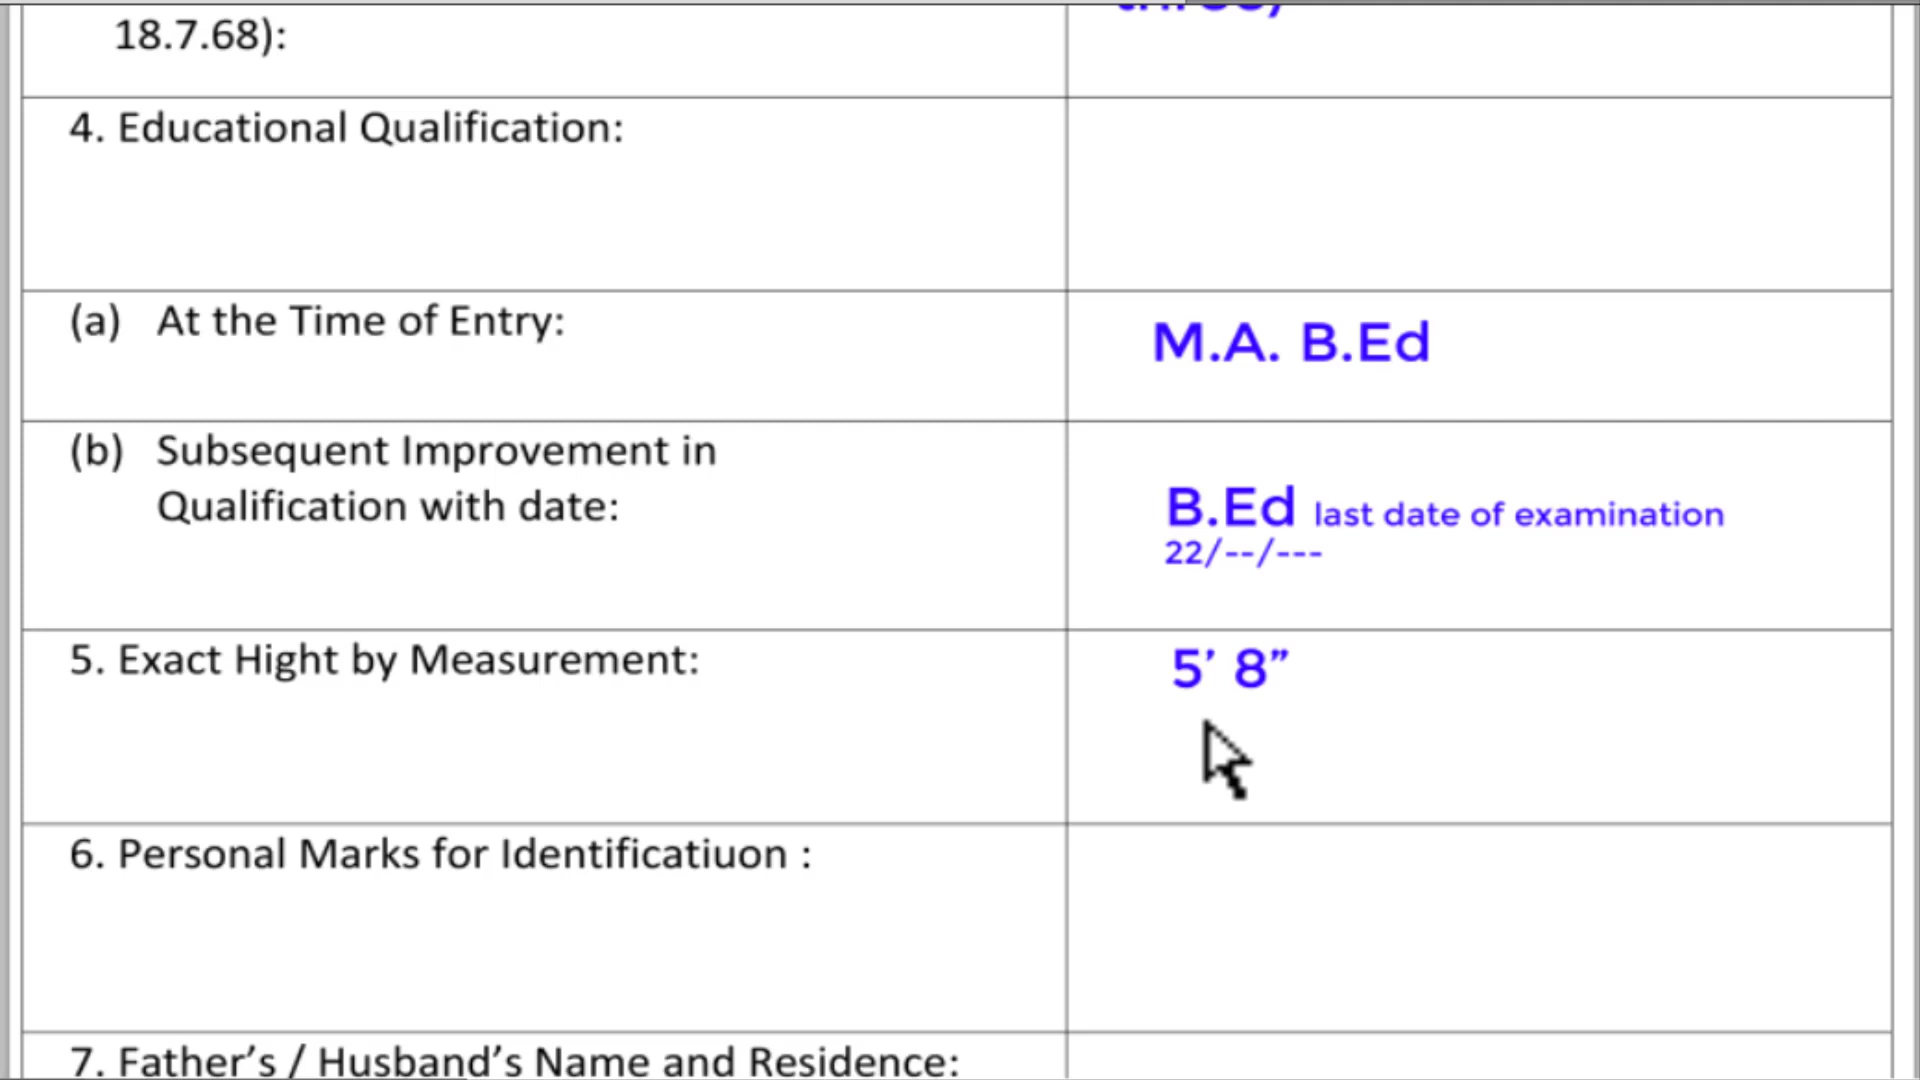 18.7.68):
4. Educational Qualification:
(a) At the Time of Entry:
M.A. B.Ed
(b) Subsequent Improvement in
Qualification with date:
B.Ed last date of examination
22/--/---
5. Exact Hight by Measurement:
5’ 8”
6. Personal Marks for Identificatiuon :
7. Father’s / Husband’s Name and Residence: